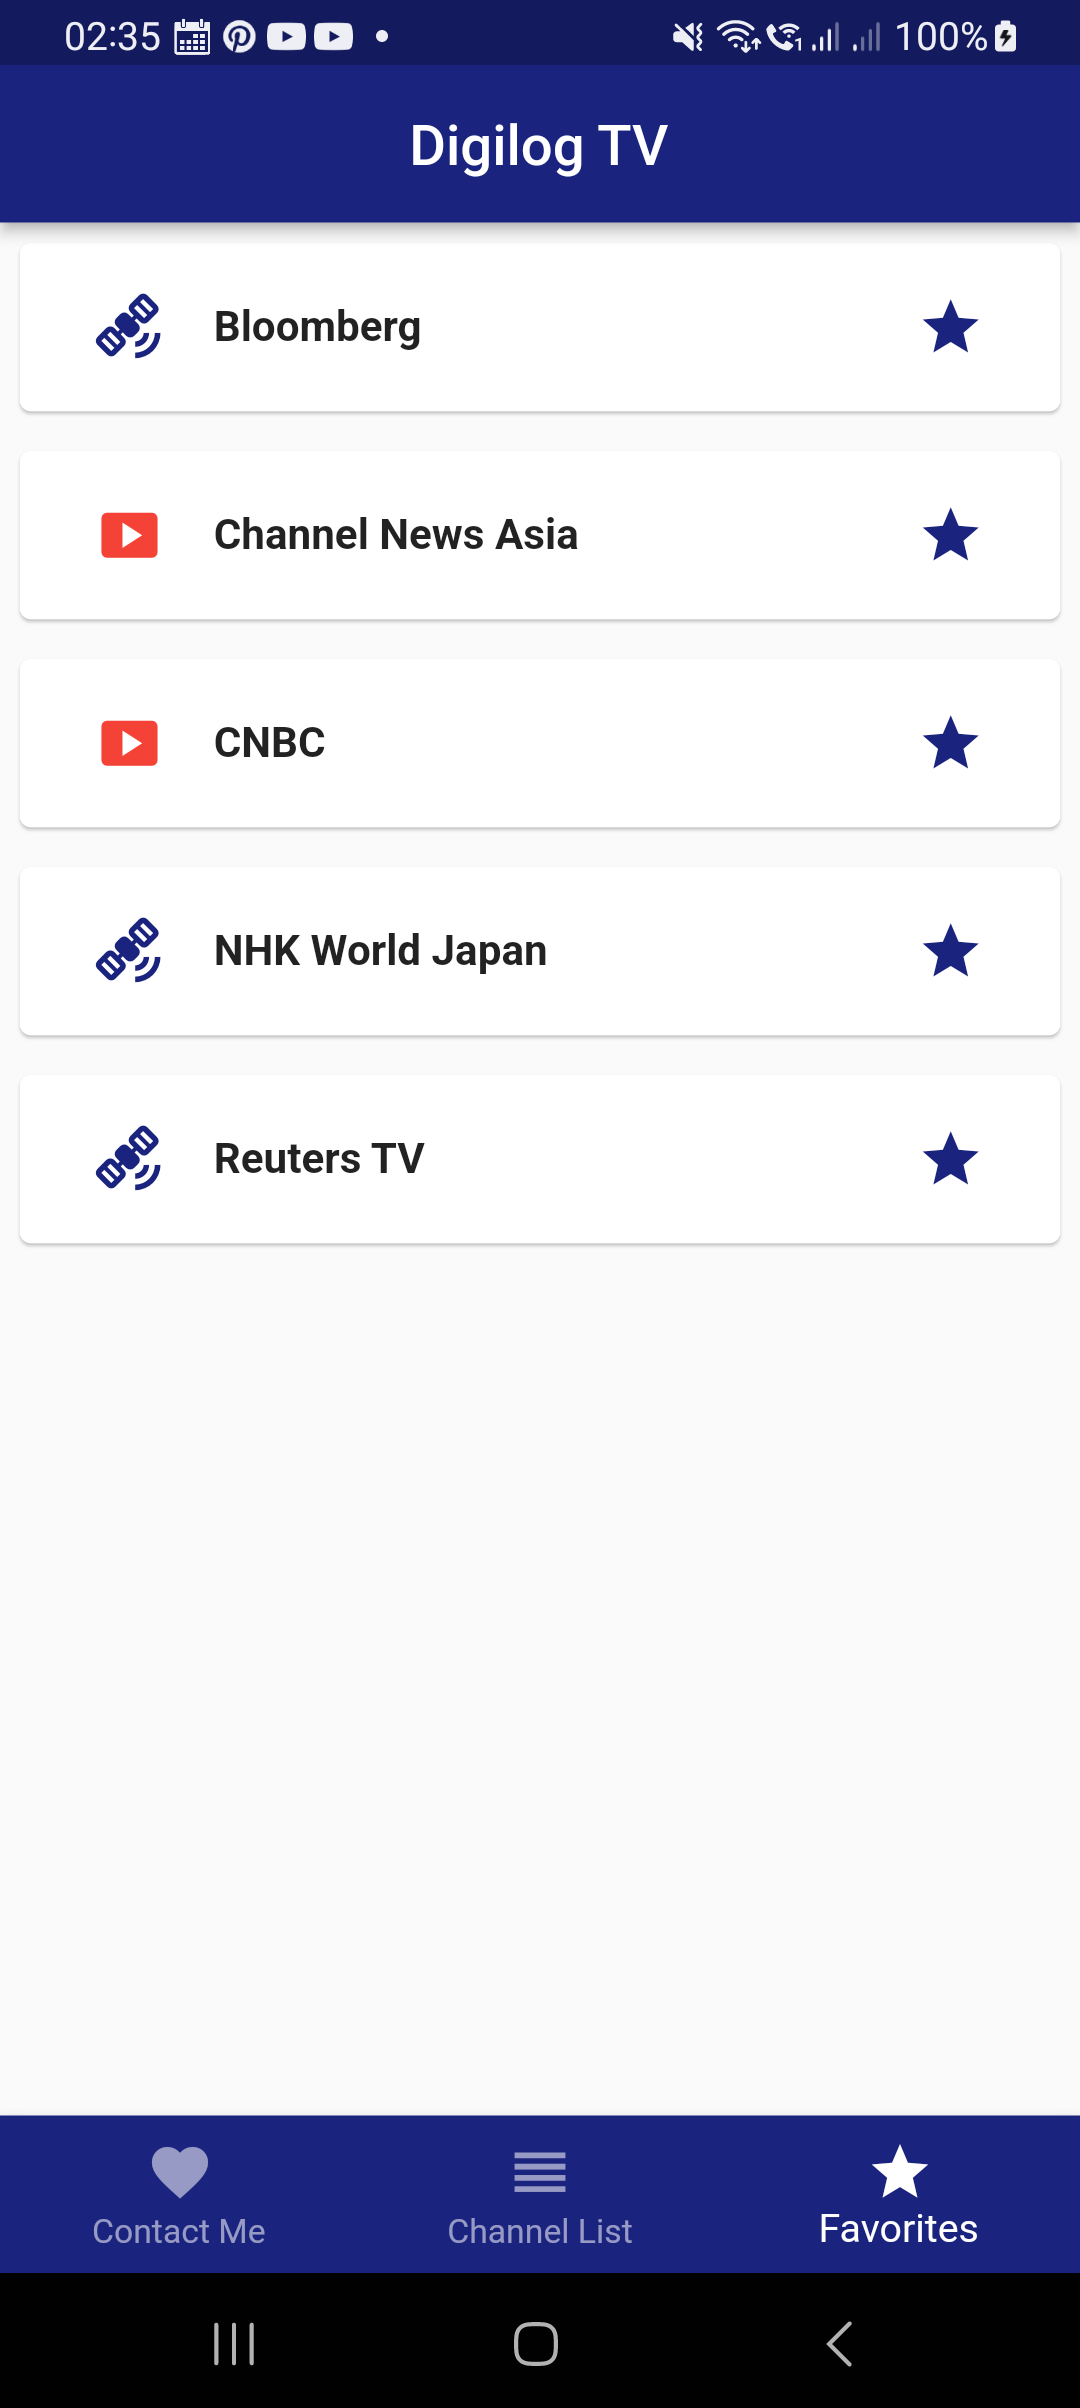 02:35 100%
Digilog TV
Bloomberg
Channel News Asia
CNBC
NHK World Japan
Reuters TV
Contact Me Channel List Favorites